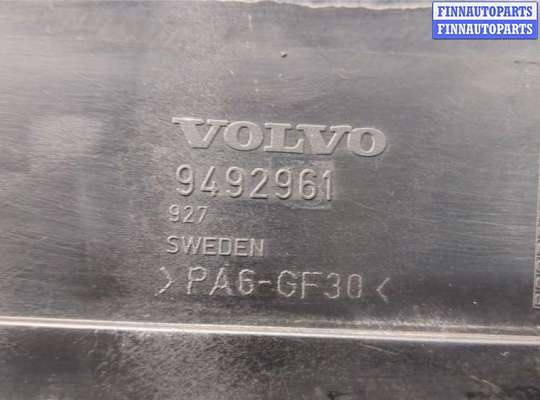 FINNAUTOPARTS
FINNAUTOPARTS
VOLVO
9492961
927
SWEDEN
>PA6-GF30<